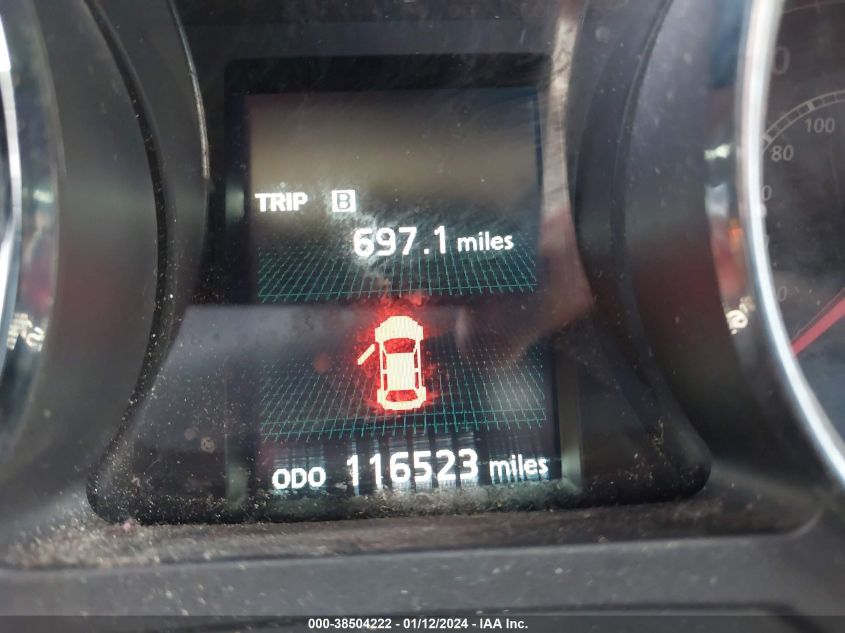 TRIP B
697.1 miles
ODO 116523 miles
100
80
000-38504222 - 01/12/2024 - IAA Inc.